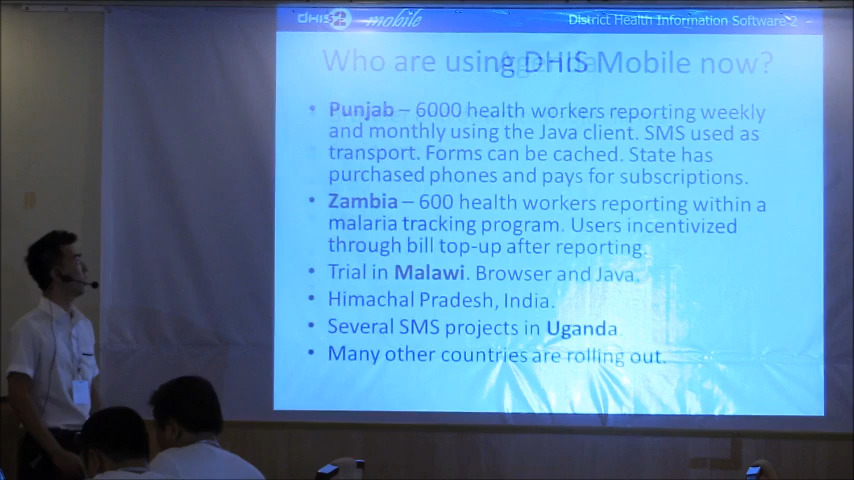 dhis2 mobile District Health Information Software 2
Who are using DHIS Mobile now?
• Punjab – 6000 health workers reporting weekly
and monthly using the Java client. SMS used as
transport. Forms can be cached. State has
purchased phones and pays for subscriptions.
• Zambia – 600 health workers reporting within a
malaria tracking program. Users incentivized
through bill top-up after reporting.
• Trial in Malawi. Browser and Java.
• Himachal Pradesh, India.
• Several SMS projects in Uganda
• Many other countries are rolling out.